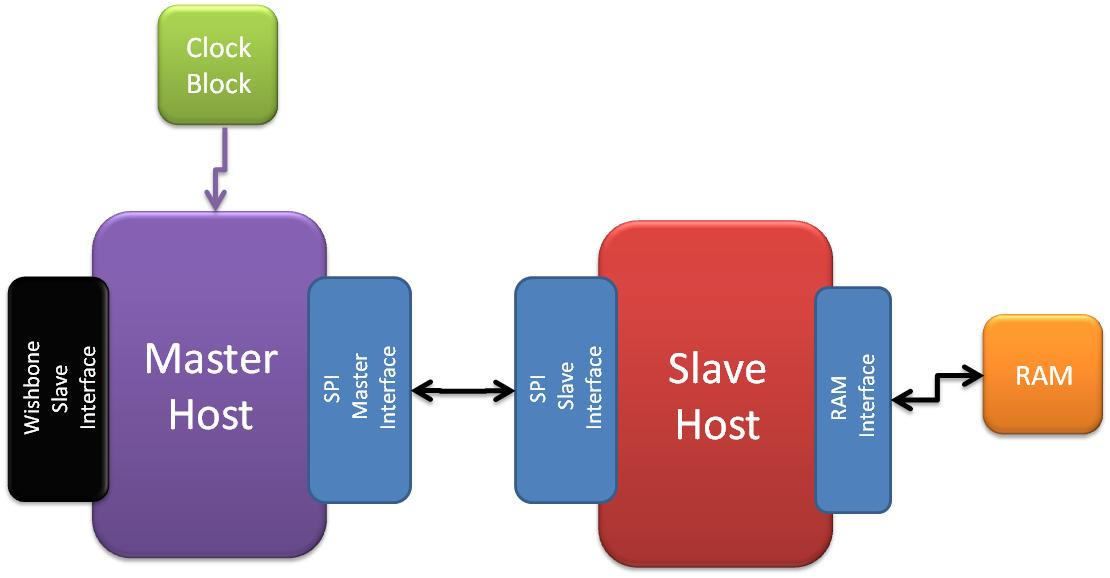 Clock
Block
Wishbone
Slave
Interface
Master
Host
SPI
Master
Interface
SPI
Slave
Interface
Slave
Host
RAM
Interface
RAM